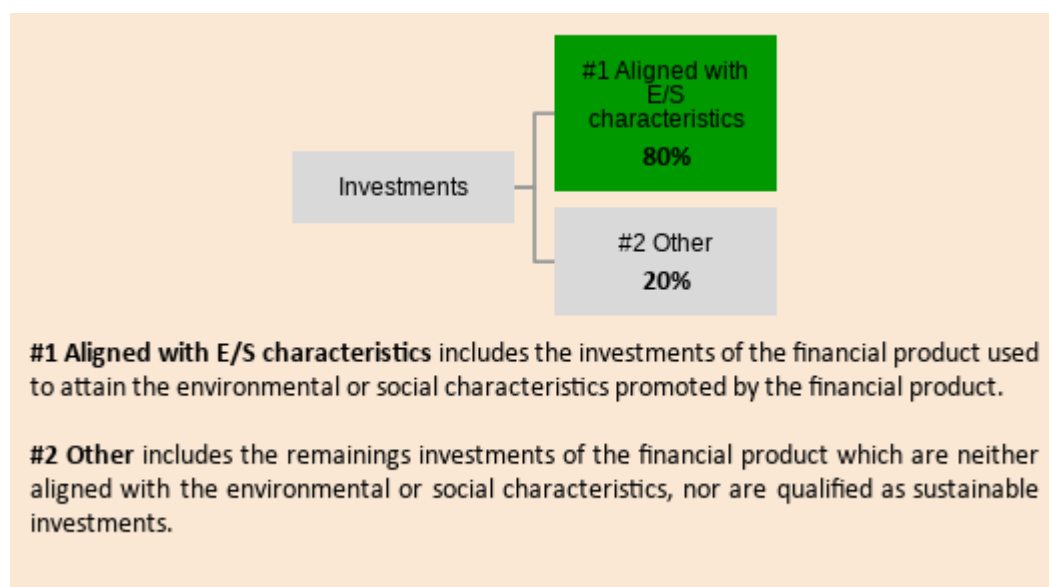 #1 Aligned with
E/S
characteristics
80%
Investments
#2 Other
20%
#1 Aligned with E/S characteristics includes the investments of the financial product used
to attain the environmental or social characteristics promoted by the financial product.
#2 Other includes the remainings investments of the financial product which are neither
aligned with the environmental or social characteristics, nor are qualified as sustainable
investments.